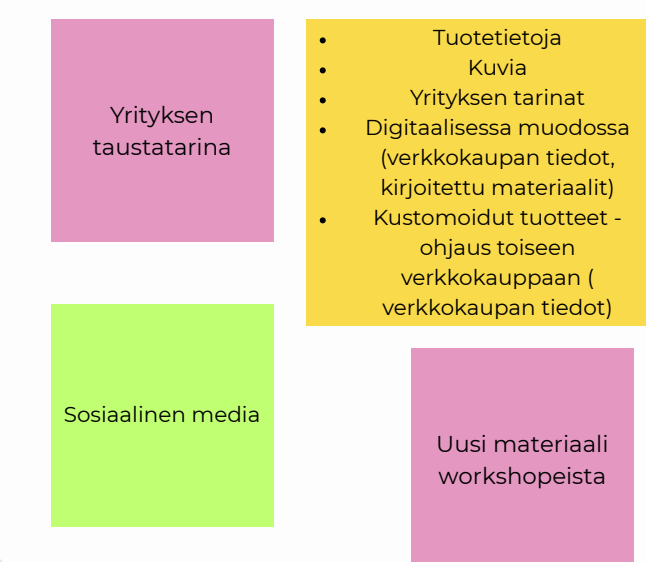 Yrityksen
taustatarina
• Tuotetietoja
• Kuvia
• Yrityksen tarinat
• Digitaalisessa muodossa
(verkkokaupan tiedot,
kirjoitettu materiaalit)
• Kustomoidut tuotteet -
ohjaus toiseen
verkkokauppaan (
verkkokaupan tiedot)
Sosiaalinen media
Uusi materiaali
workshopeista